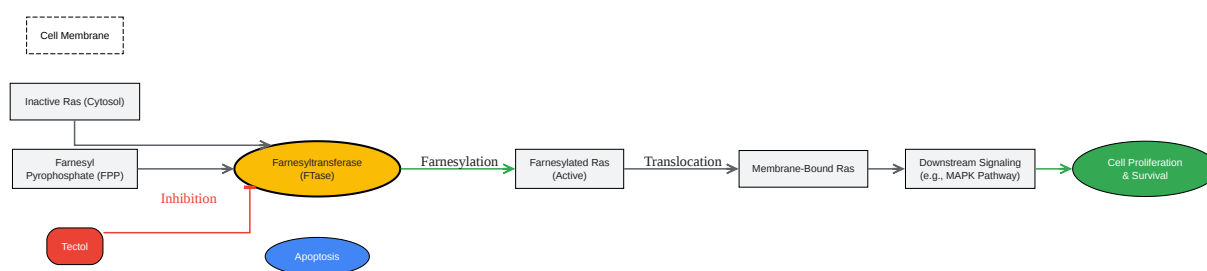 Cell Membrane
Inactive Ras (Cytosol)
Farnesyl
Pyrophosphate (FPP)
Farnesyltransferase
(FTase)
Farnesylation
Farnesylated Ras
(Active)
Translocation
Membrane-Bound Ras
Downstream Signaling
(e.g., MAPK Pathway)
Cell Proliferation
& Survival
Inhibition
Tectol
Apoptosis